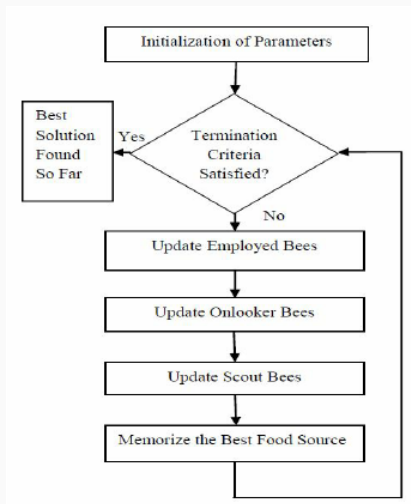 Initialization of Parameters
Best
Solution
Found
So Far
Yes
Termination
Criteria
Satisfied?
No
Update Employed Bees
Update Onlooker Bees
Update Scout Bees
Memorize the Best Food Source